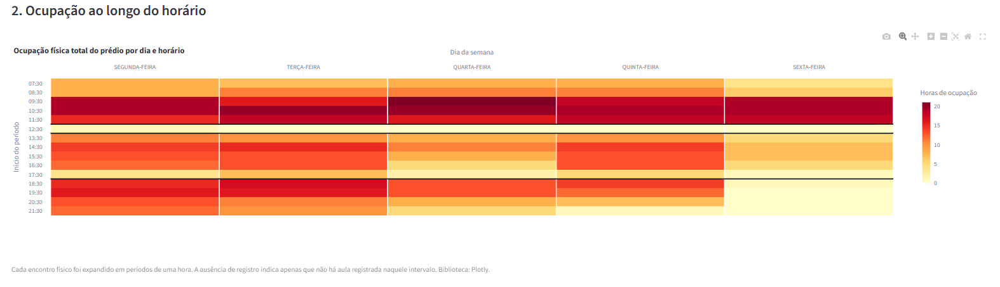 2. Ocupação ao longo do horário
Ocupação física total do prédio por dia e horário
Dia da semana
SEGUNDA-FEIRA
TERÇA-FEIRA
QUARTA-FEIRA
QUINTA-FEIRA
SEXTA-FEIRA
Início do período
07:30
08:30
09:30
10:30
11:30
12:30
13:30
14:30
15:30
16:30
17:30
18:30
19:30
20:30
21:30
Horas de ocupação
20
15
10
5
0
Cada encontro físico foi expandido em períodos de uma hora. A ausência de registro indica apenas que não há aula registrada naquele intervalo. Biblioteca: Plotly.